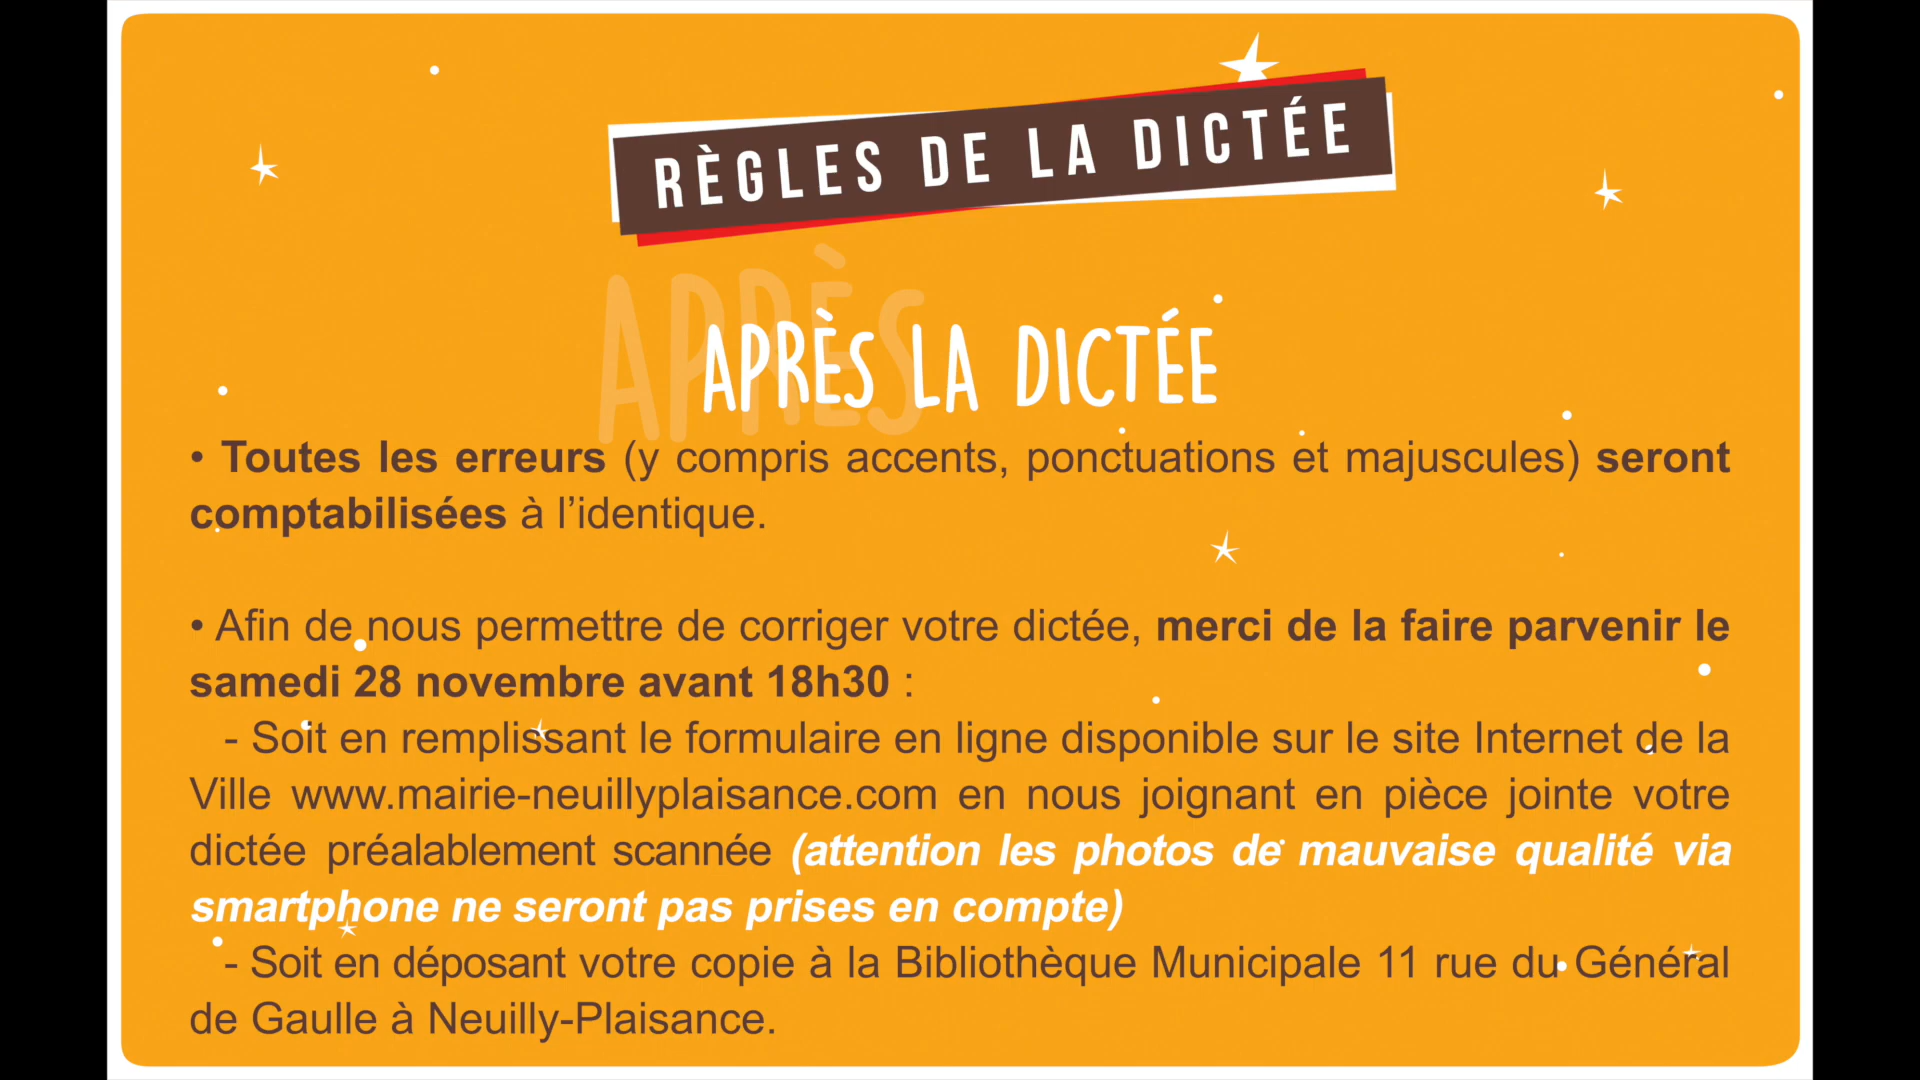 RÈGLES DE LA DICTÉE
APRÈS
APRÈS LA DICTÉE
• Toutes les erreurs (y compris accents, ponctuations et majuscules) seront
comptabilisées à l’identique.
• Afin de nous permettre de corriger votre dictée, merci de la faire parvenir le
samedi 28 novembre avant 18h30 :
- Soit en remplissant le formulaire en ligne disponible sur le site Internet de la
Ville www.mairie-neuillyplaisance.com en nous joignant en pièce jointe votre
dictée préalablement scannée (attention les photos de mauvaise qualité via
smartphone ne seront pas prises en compte)
- Soit en déposant votre copie à la Bibliothèque Municipale 11 rue du Général
de Gaulle à Neuilly-Plaisance.